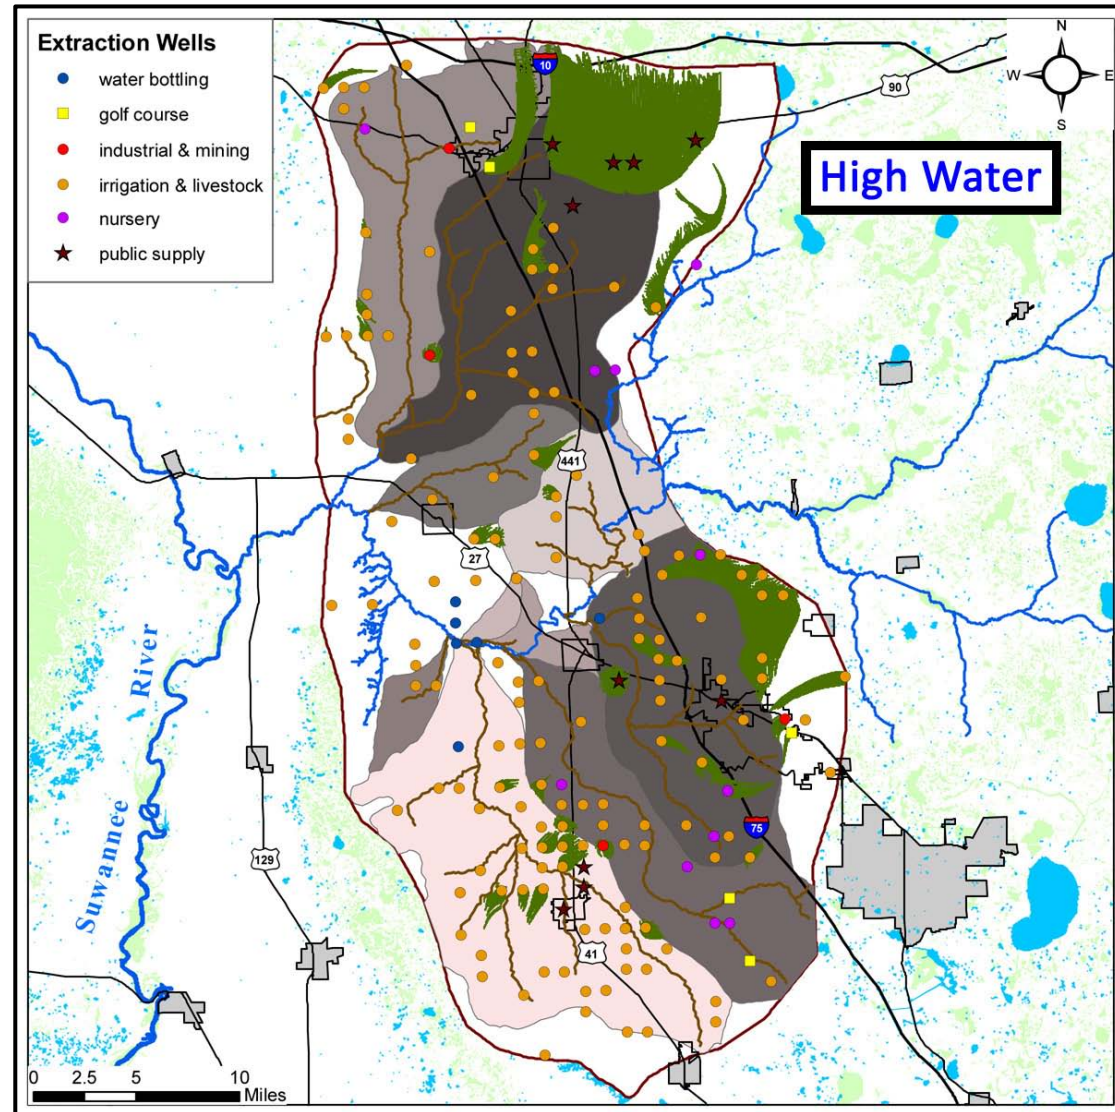 Extraction Wells
water bottling
golf course
industrial & mining
irrigation & livestock
nursery
public supply
10
90
N
W E
S
High Water
441
27
Suwannee River
129
75
41
0 2.5 5 10
Miles